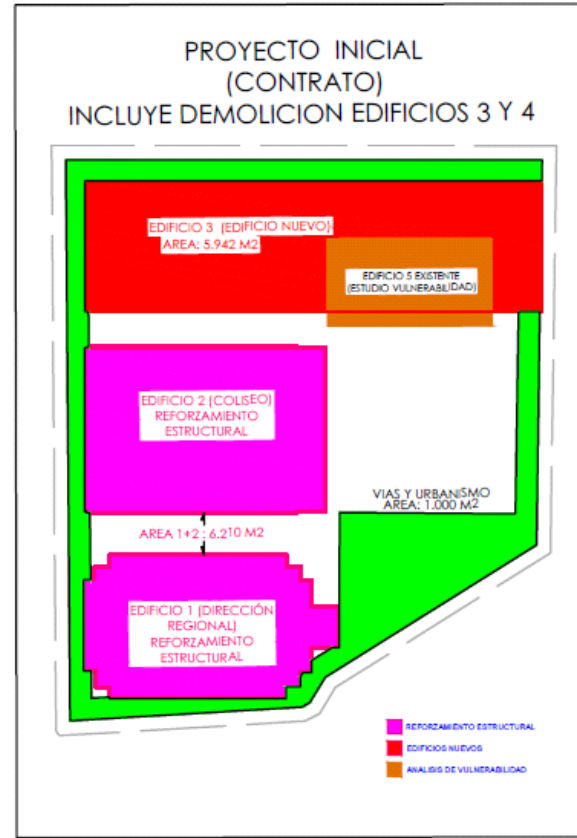 PROYECTO INICIAL
(CONTRATO)
INCLUYE DEMOLICION EDIFICIOS 3 Y 4
EDIFICIO 3 (EDIFICIO NUEVO)
AREA: 5.942 M2
EDIFICIO 5 EXISTENTE
(ESTUDIO VULNERABILIDAD)
EDIFICIO 2 (COLISEO)
REFORZAMIENTO
ESTRUCTURAL
VIAS Y URBANISMO
AREA: 1.000 M2
AREA 1+2 : 6.210 M2
EDIFICIO 1 (DIRECCIÓN
REGIONAL)
REFORZAMIENTO
ESTRUCTURAL
REFORZAMIENTO ESTRUCTURAL
EDIFICIOS NUEVOS
ANALISIS DE VULNERABILIDAD